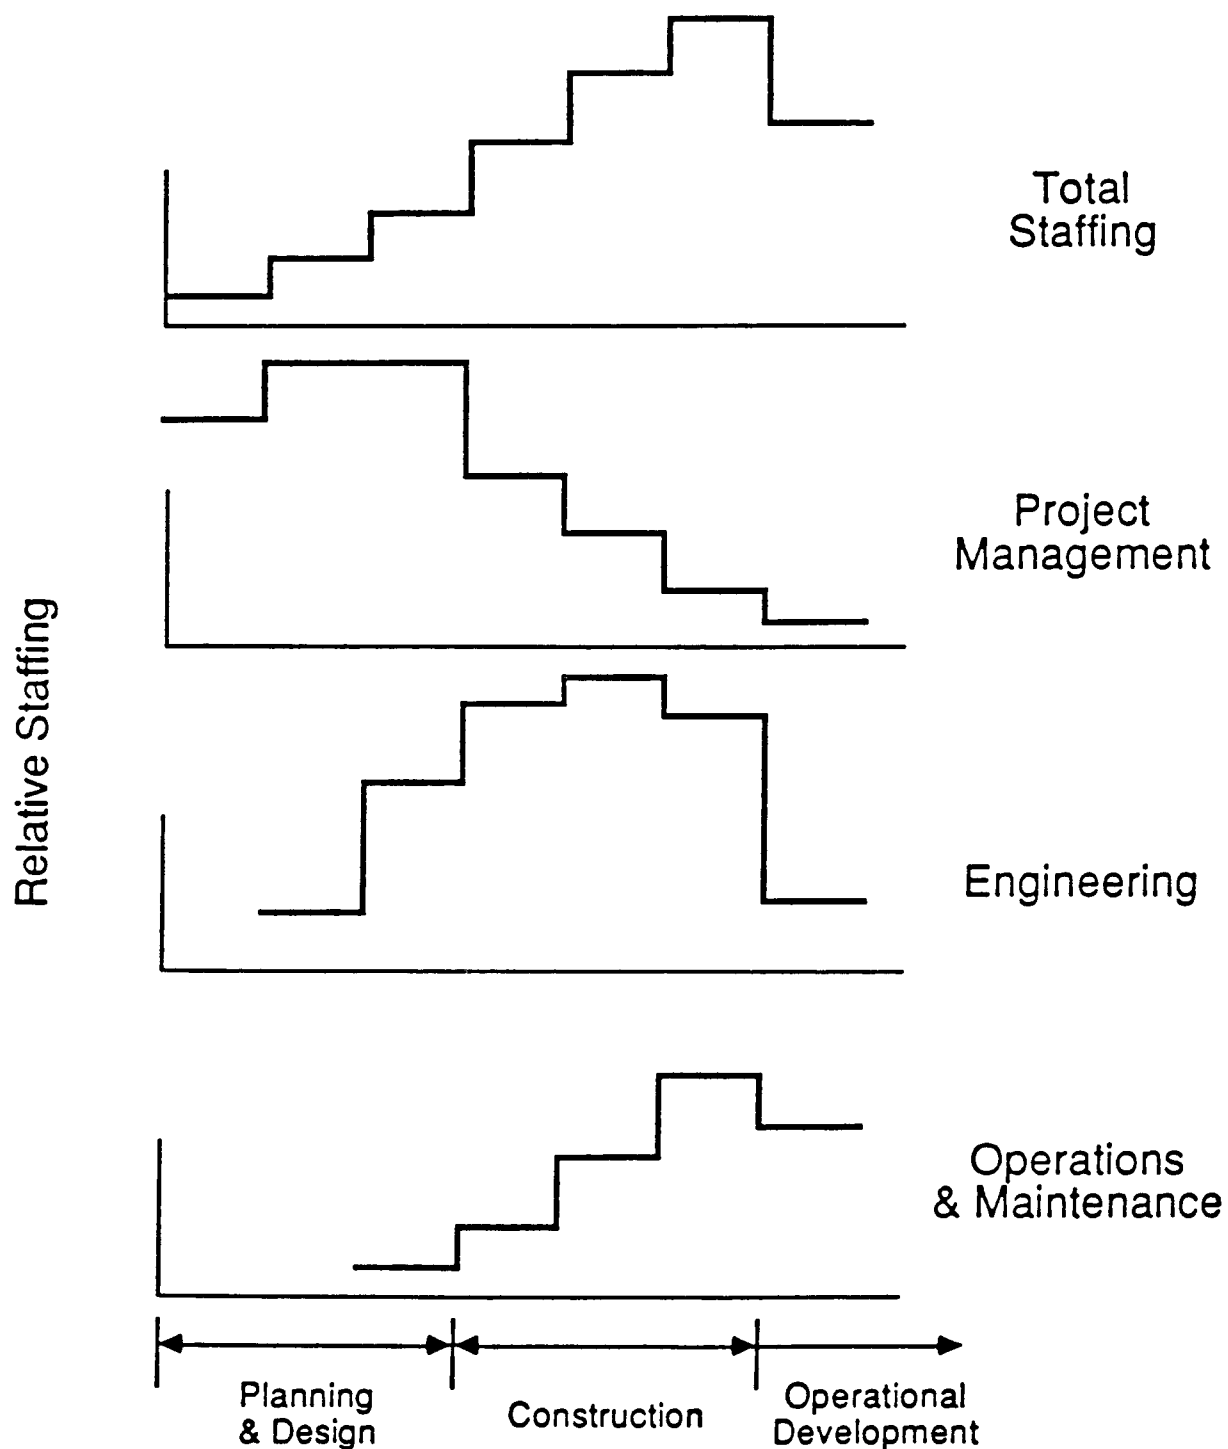 Relative Staffing
Total
Staffing
Project
Management
Engineering
Operations
& Maintenance
Planning
& Design
Construction
Operational
Development